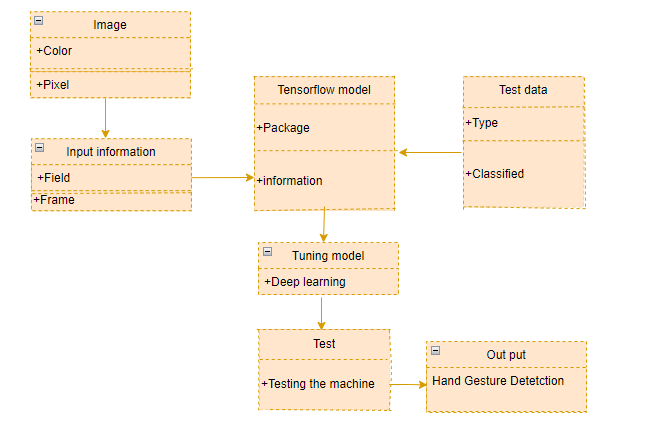 Image
+Color
+Pixel
Input information
+Field
+Frame
Tensorflow model
+Package
+information
Test data
+Type
+Classified
Tuning model
+Deep learning
Test
+Testing the machine
Out put
Hand Gesture Detetction